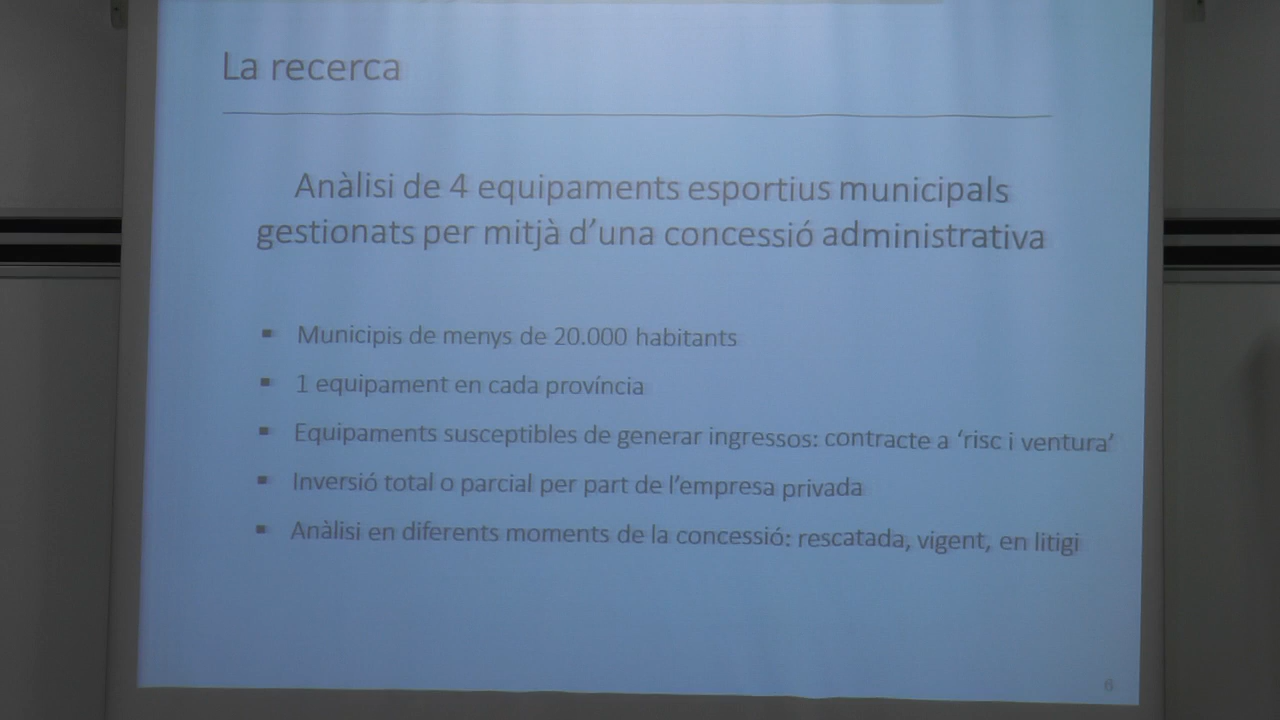 La recerca
Anàlisi de 4 equipaments esportius municipals
gestionats per mitjà d'una concessió administrativa
▪ Municipis de menys de 20.000 habitants
▪ 1 equipament en cada província
▪ Equipaments susceptibles de generar ingressos: contracte a ‘risc i ventura’
▪ Inversió total o parcial per part de l'empresa privada
▪ Anàlisi en diferents moments de la concessió: rescatada, vigent, en litigi
6